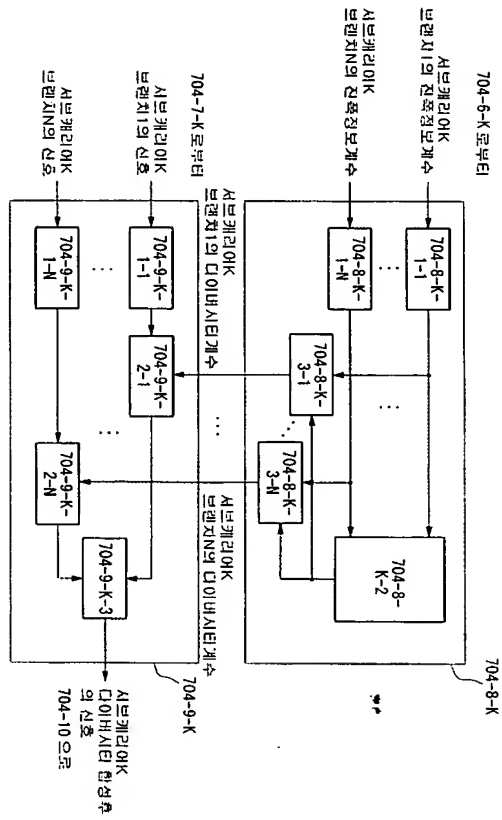 704-6-K 로부터
서브캐리어K
브랜치1의 진폭정보계수
서브캐리어K
브랜치N의 진폭정보계수
704-8-K-
1-1
704-8-K-
1-N
704-8-K-
3-1
704-8-K-
3-N
704-8-
K-2
704-8-K
서브캐리어K
브랜치1의 다이버시티계수
서브캐리어K
브랜치N의 다이버시티계수
704-7-K 로부터
서브캐리어K
브랜치1의 신호
서브캐리어K
브랜치N의 신호
704-9-K-
1-1
704-9-K-
1-N
704-9-K-
2-1
704-9-K-
2-N
704-9-K-3
704-9-K
서브캐리어K
다이버시티 합성후
의 신호
704-10 으로